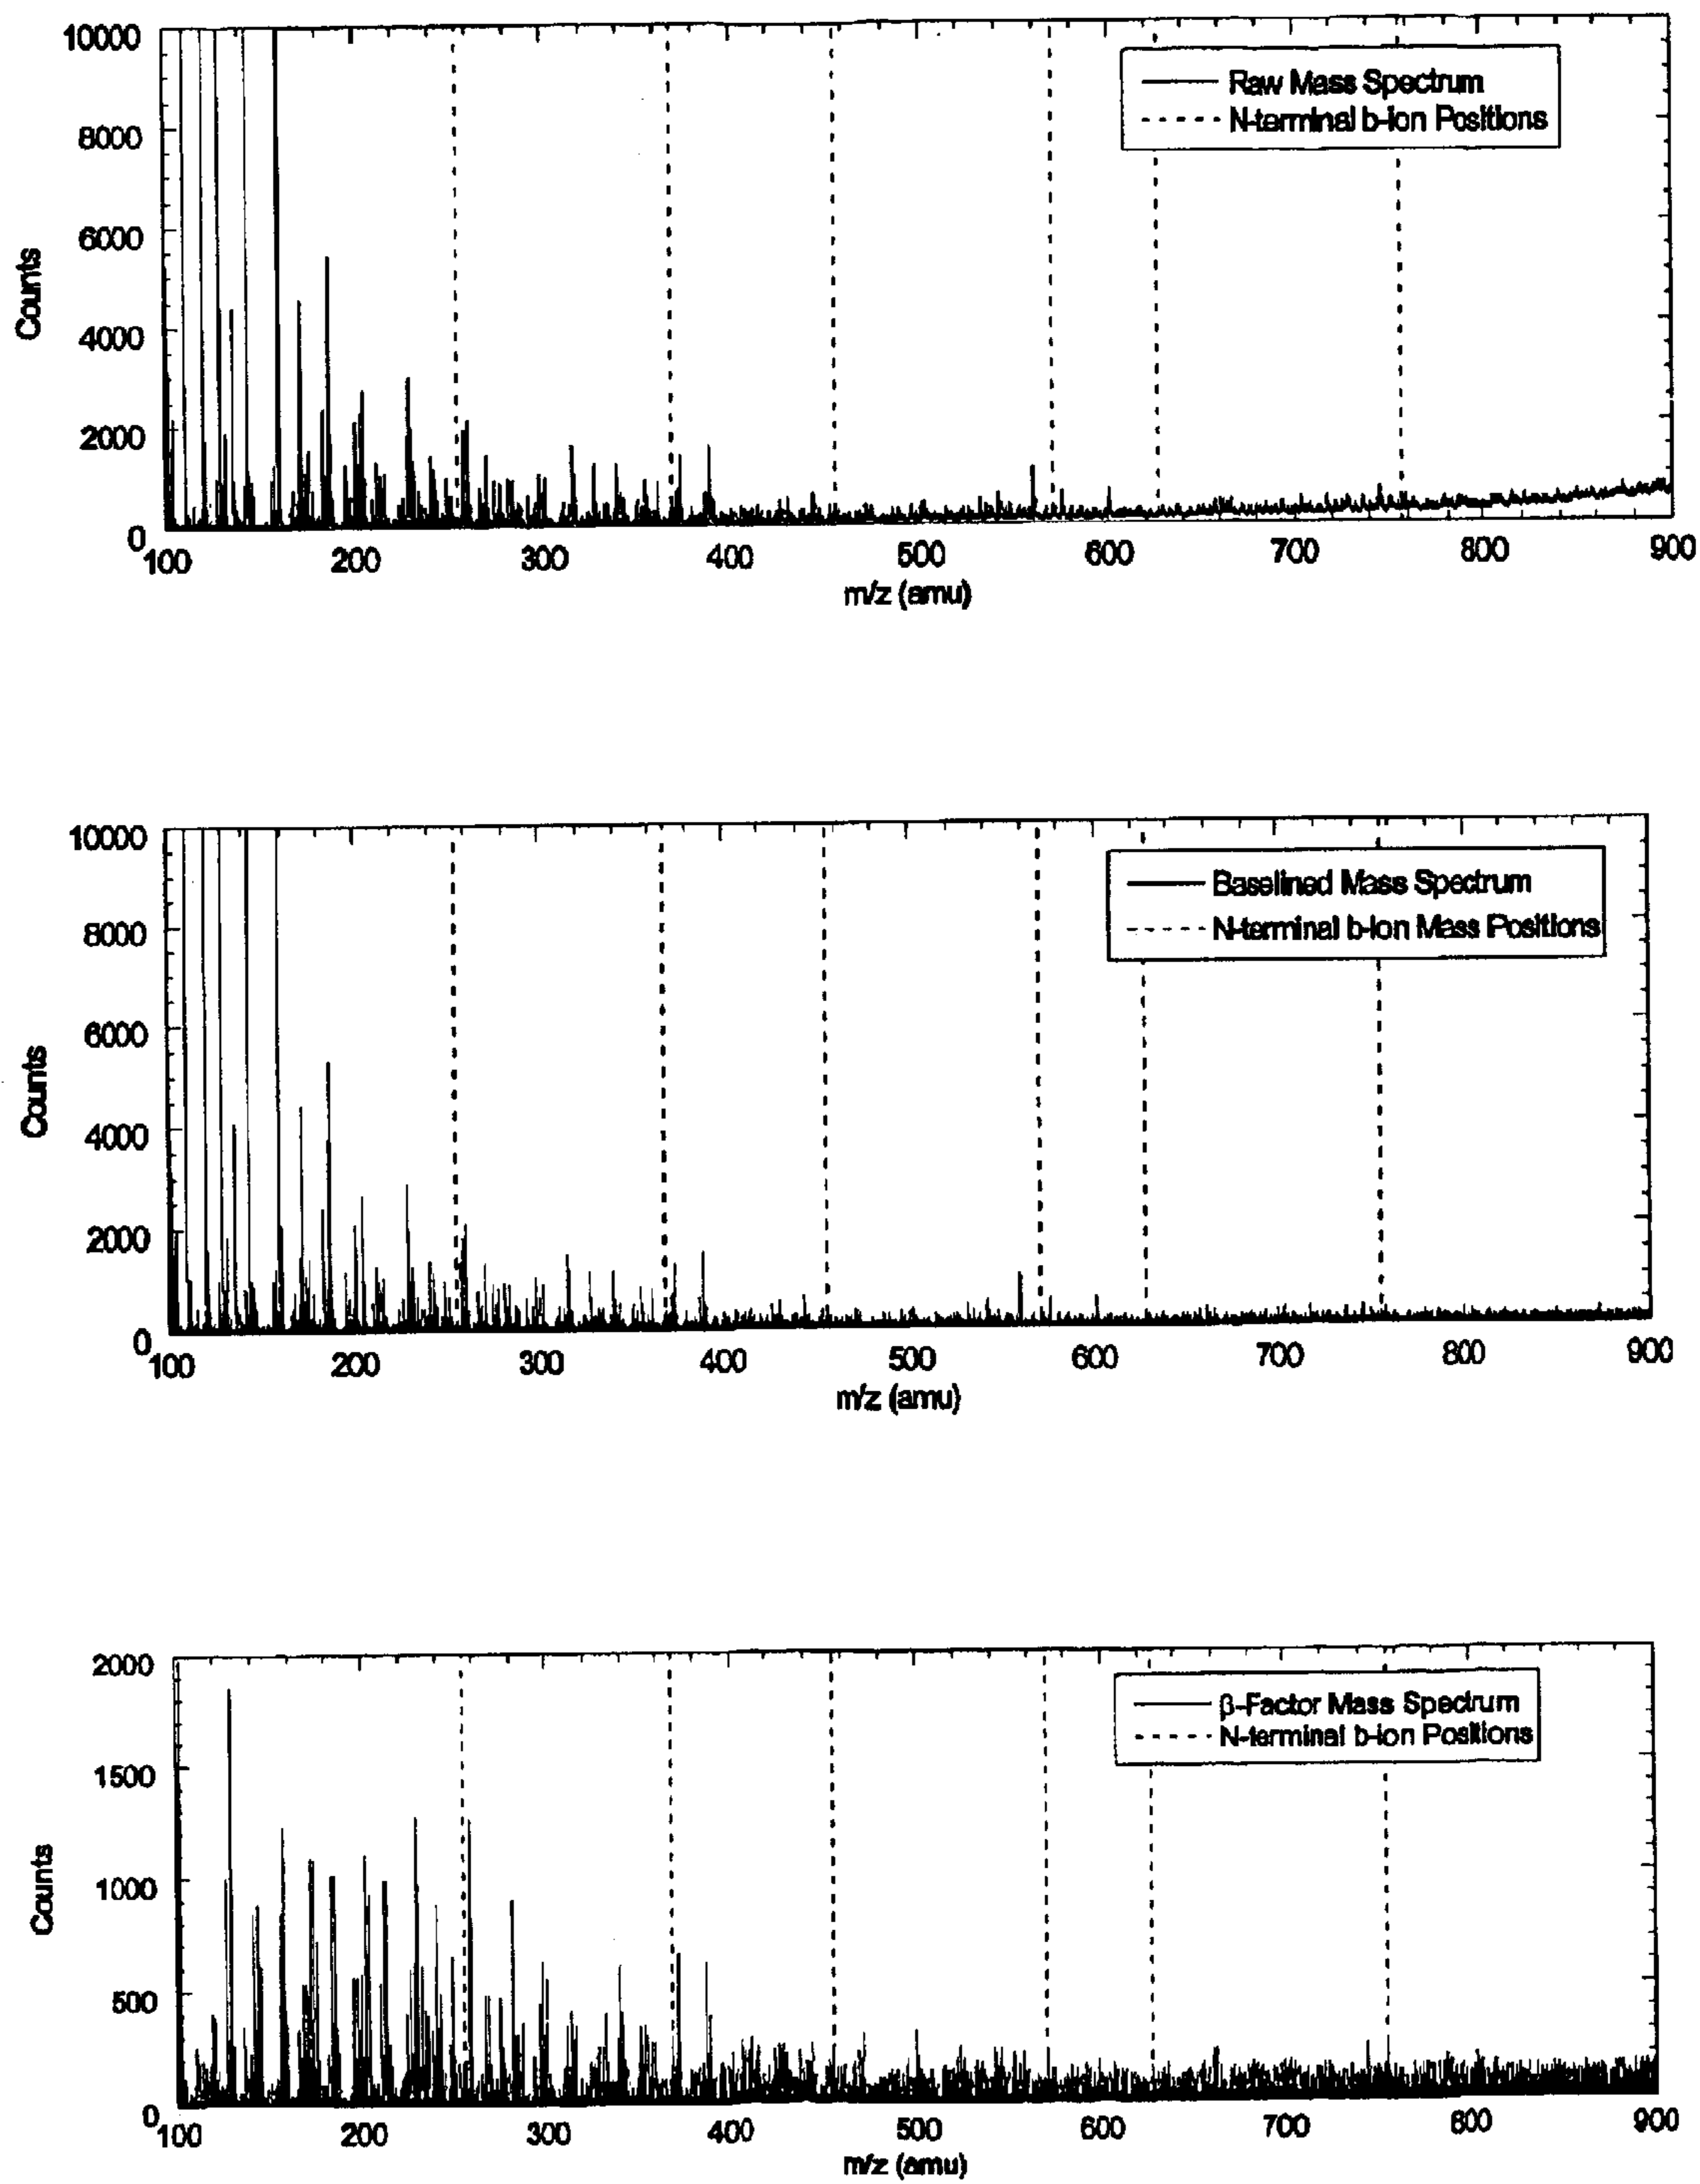 10000
8000
6000
4000
2000
0
Counts
Raw Mass Spectrum
N-terminal b-ion Positions
100 200 300 400 500 600 700 800 900
m/z (amu)
10000
8000
6000
4000
2000
0
Counts
Baselined Mass Spectrum
N-terminal b-ion Mass Positions
100 200 300 400 500 600 700 800 900
m/z (amu)
2000
1500
1000
500
0
Counts
β-Factor Mass Spectrum
N-terminal b-ion Positions
100 200 300 400 500 600 700 800 900
m/z (amu)